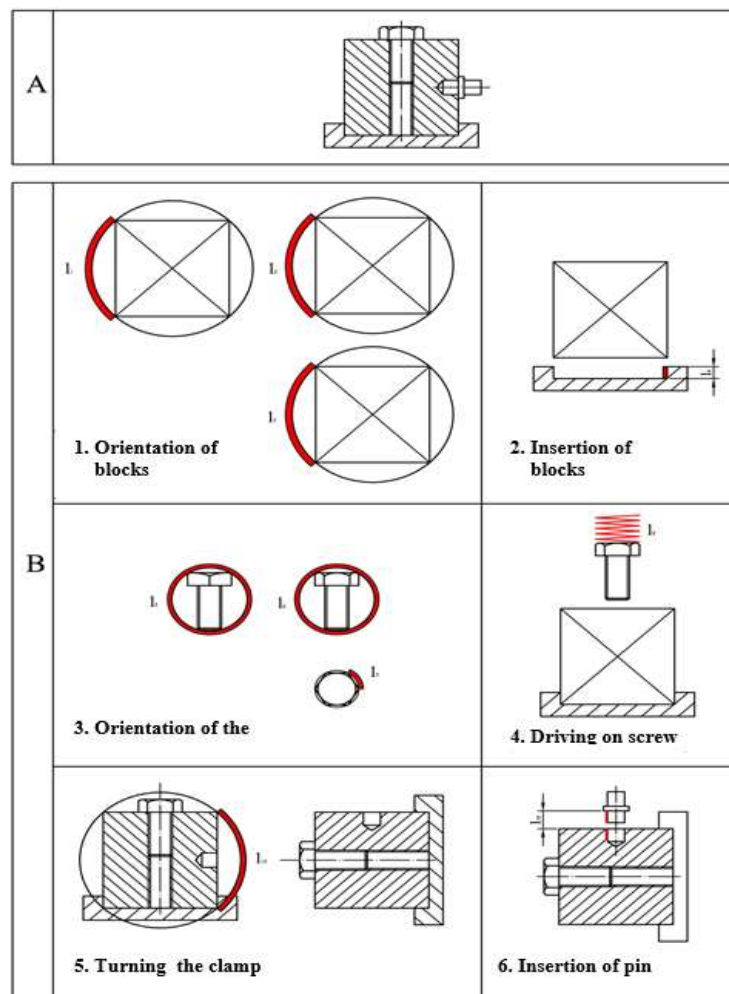 A
B
l
l
l
1. Orientation of
blocks
l
2. Insertion of
blocks
l
l
l
3. Orientation of the
l
4. Driving on screw
l
5. Turning the clamp
l
6. Insertion of pin